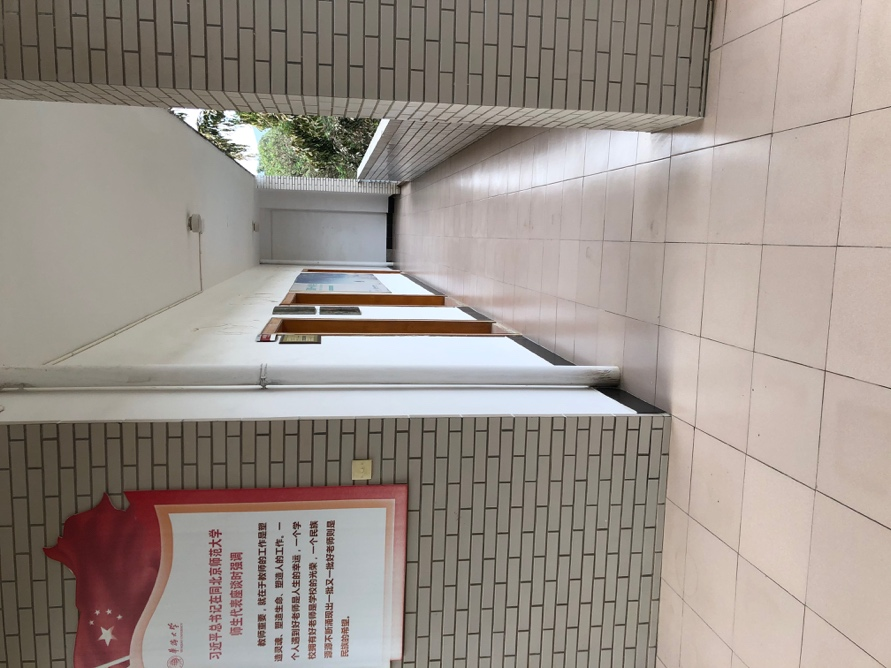 华侨大学
习近平总书记在同北京师范大学
师生代表座谈时强调
教师重要，就在于教师的工作是塑
造灵魂、塑造生命、塑造人的工作。一
个人遇到好老师是人生的幸运，一个学
校拥有好老师是学校的光荣，一个民族
源源不断涌现出一批又一批好老师则是
民族的希望。